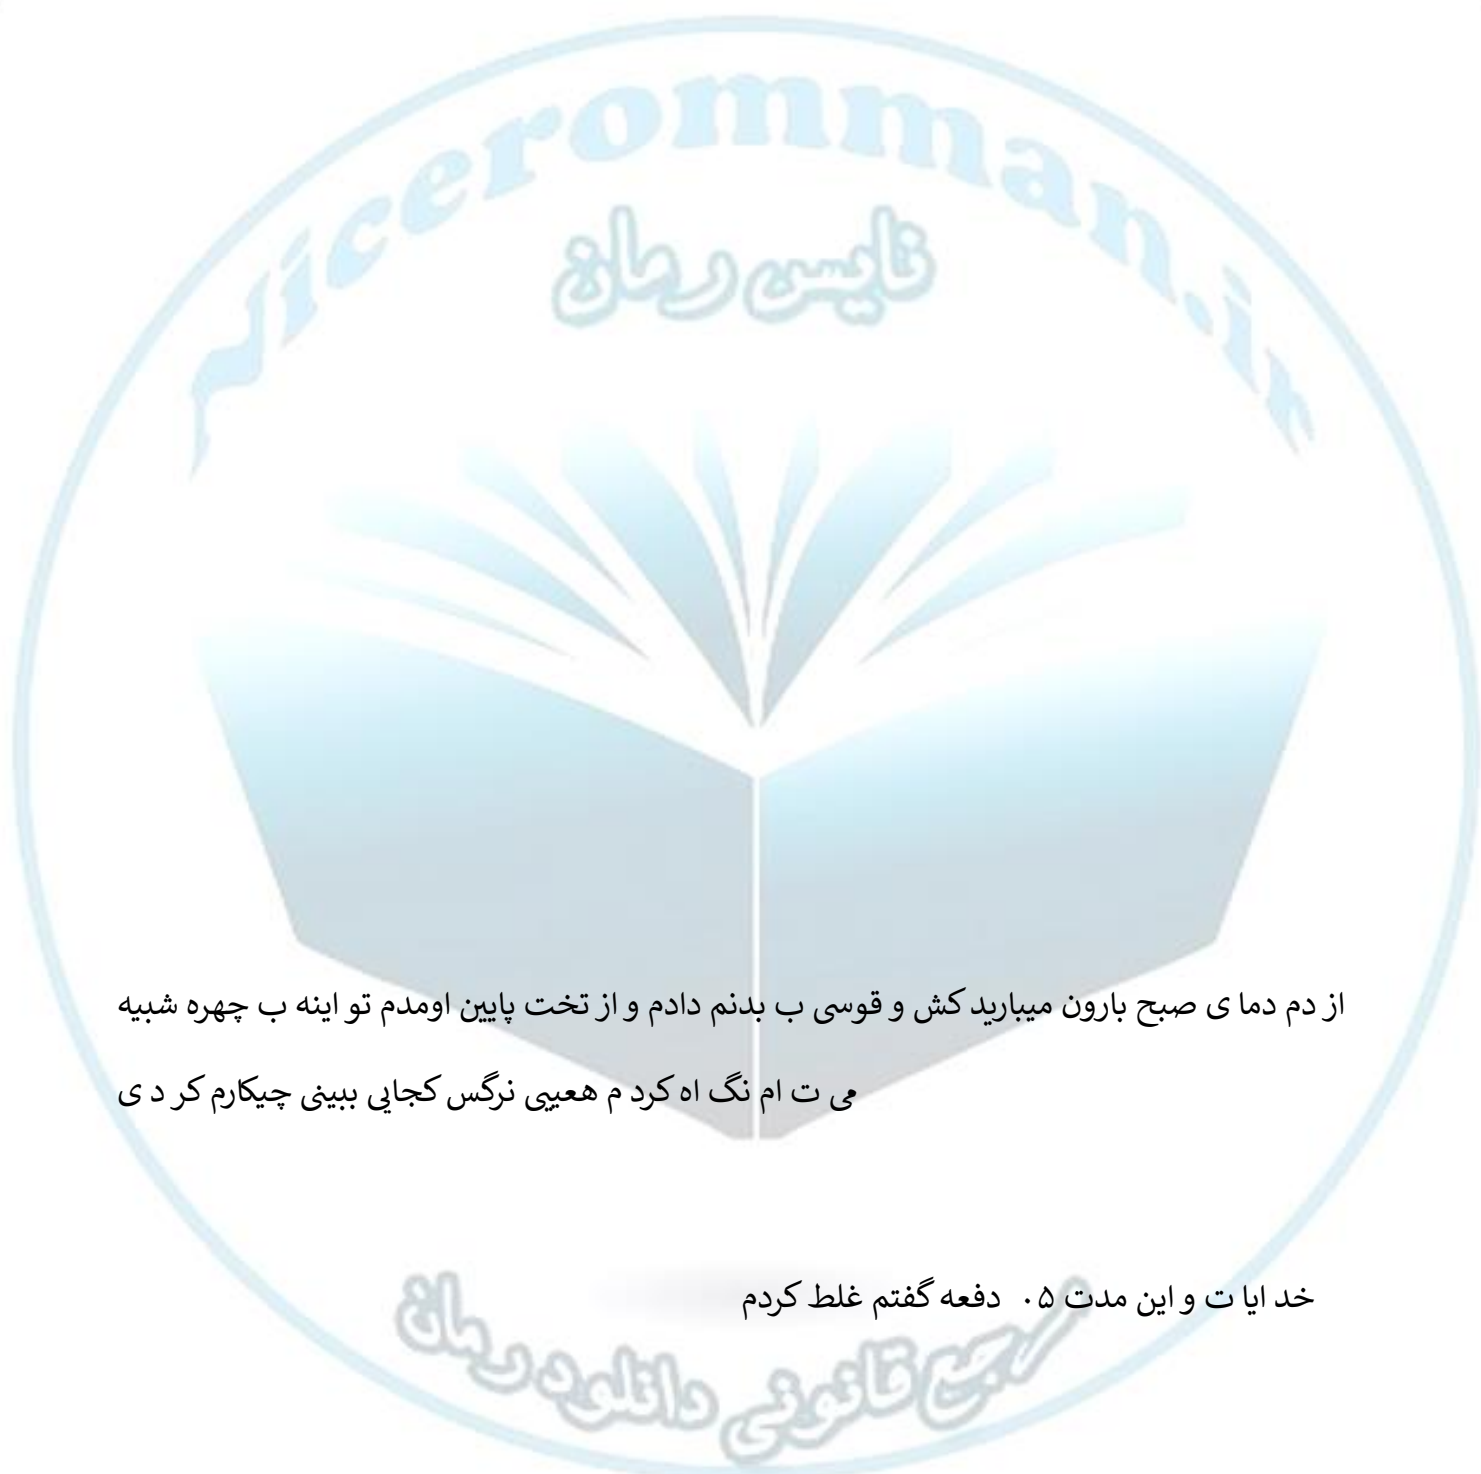 Niceromman.ir
نایس رمان
از دم دما ی صبح بارون میبارید کش و قوسی ب بدنم دادم و از تخت پایین اومدم تو اینه ب چهره شبیه
می ت ام نگ اه کرد م هعیی نرگس کجایی ببینی چیکارم کر د ی
خد ایا ت و این مدت ۰۵ دفعه گفتم غلط کردم
مرجع قانونی دانلود رمان